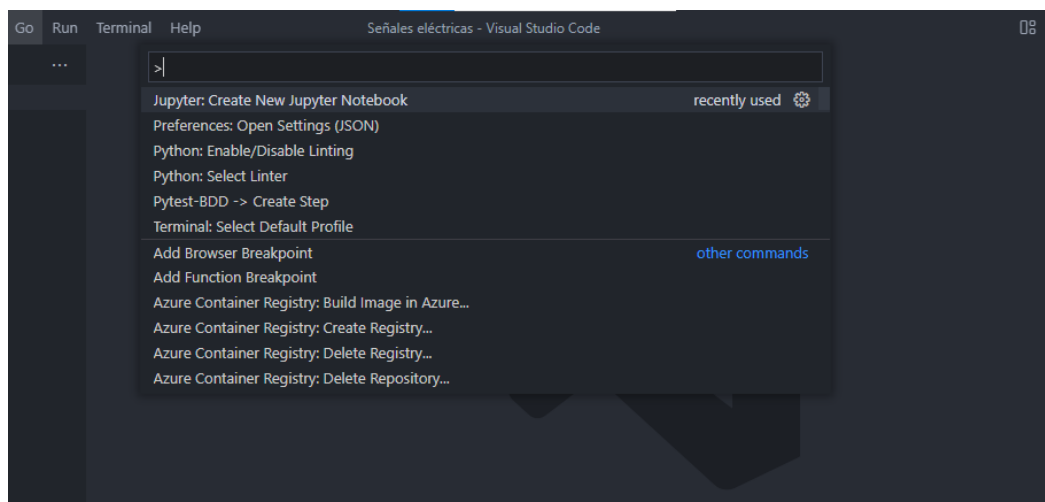 Go Run Terminal Help Señales eléctricas - Visual Studio Code
...
>
Jupyter: Create New Jupyter Notebook recently used
Preferences: Open Settings (JSON)
Python: Enable/Disable Linting
Python: Select Linter
Pytest-BDD -> Create Step
Terminal: Select Default Profile
Add Browser Breakpoint other commands
Add Function Breakpoint
Azure Container Registry: Build Image in Azure...
Azure Container Registry: Create Registry...
Azure Container Registry: Delete Registry...
Azure Container Registry: Delete Repository...